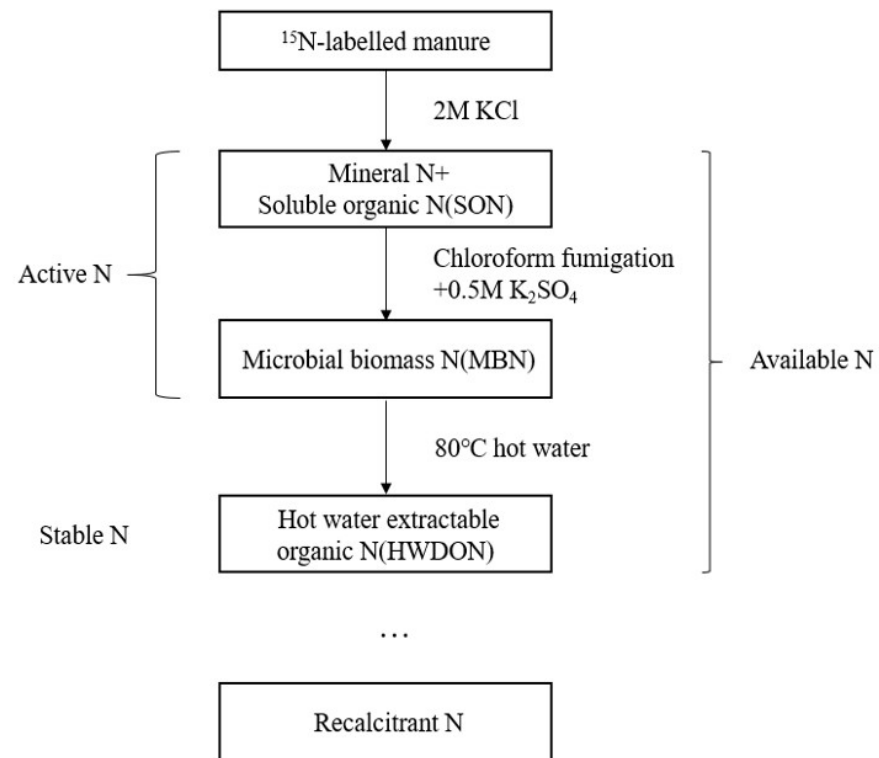 ¹⁵N-labelled manure
2M KCl
Mineral N+
Soluble organic N(SON)
Chloroform fumigation
+0.5M K₂SO₄
Active N
Microbial biomass N(MBN)
Available N
80°C hot water
Stable N
Hot water extractable
organic N(HWDON)
...
Recalcitrant N